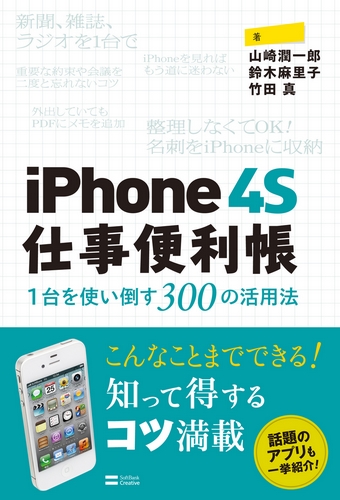 新聞、雑誌、
ラジオを1台で
重要な約束や会議を
二度と忘れないコツ
外出していても
PDFにメモを追加
iPhoneを見れば
もう道に迷わない
整理しなくてOK!
名刺をiPhoneに収納
著
山崎潤一郎
鈴木麻里子
竹田 真
iPhone 4S
仕事便利帳
1台を使い倒す300の活用法
こんなことまでできる!
知って得する
コツ満載
話題の
アプリも
一挙紹介!
SoftBank
Creative